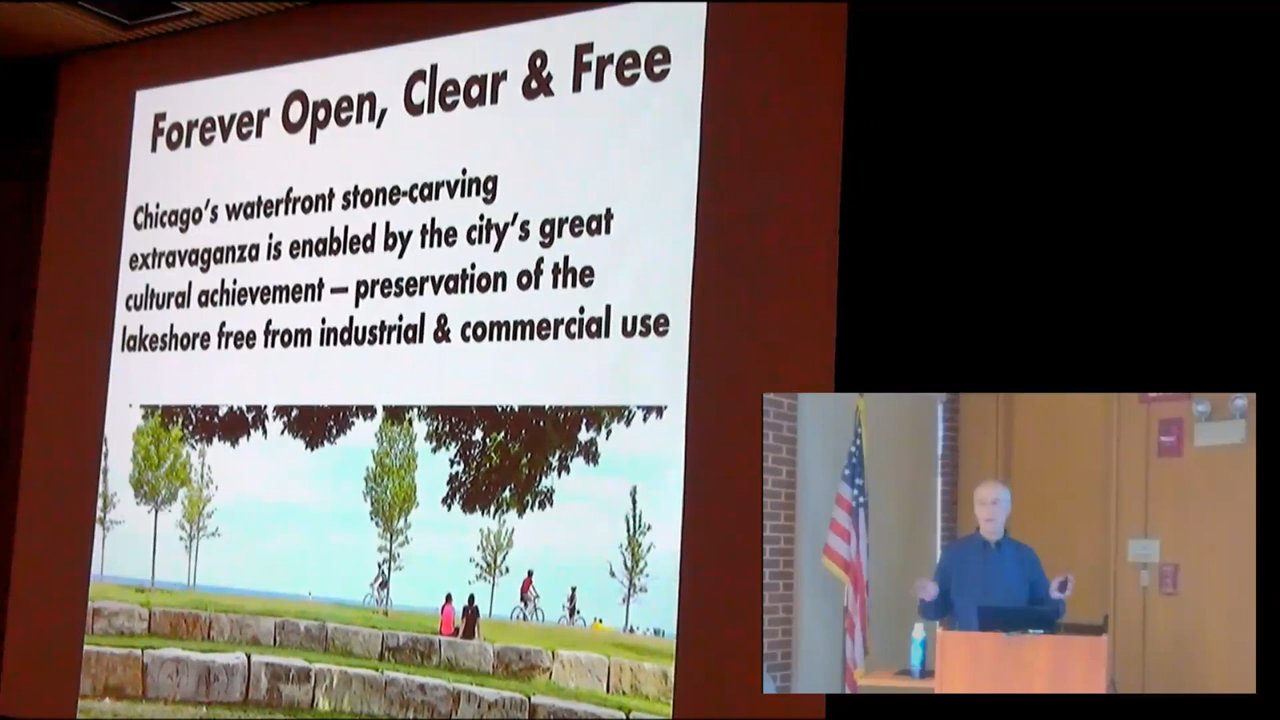 Forever Open, Clear & Free
Chicago's waterfront stone-carving
extravaganza is enabled by the city's great
cultural achievement – preservation of the
lakeshore free from industrial & commercial use